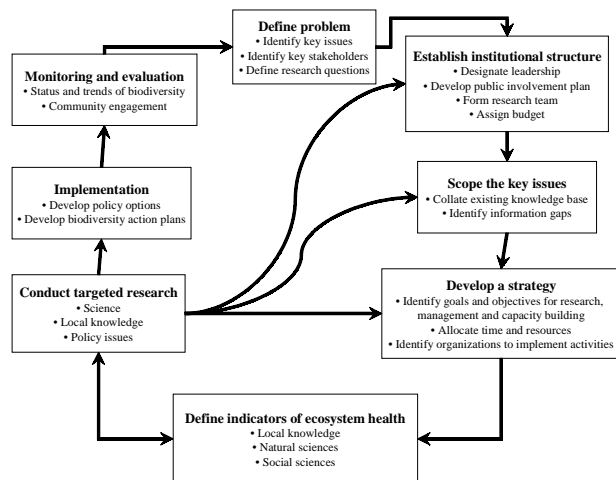 Define problem
• Identify key issues
• Identify key stakeholders
• Define research questions
Establish institutional structure
• Designate leadership
• Develop public involvement plan
• Form research team
• Assign budget
Scope the key issues
• Collate existing knowledge base
• Identify information gaps
Develop a strategy
• Identify goals and objectives for research,
management and capacity building
• Allocate time and resources
• Identify organizations to implement activities
Define indicators of ecosystem health
• Local knowledge
• Natural sciences
• Social sciences
Conduct targeted research
• Science
• Local knowledge
• Policy issues
Implementation
• Develop policy options
• Develop biodiversity action plans
Monitoring and evaluation
• Status and trends of biodiversity
• Community engagement